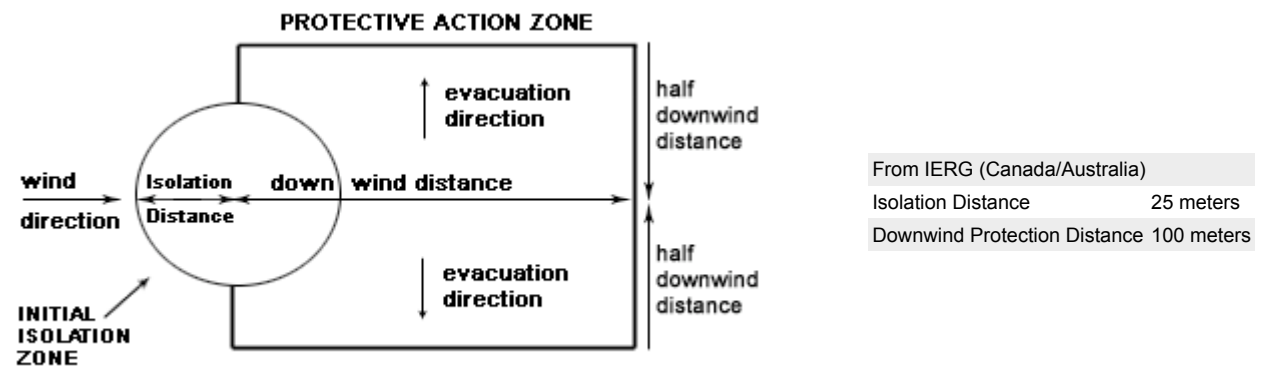 PROTECTIVE ACTION ZONE
evacuation
direction
half
downwind
distance
wind
direction
Isolation
Distance
down wind distance
evacuation
direction
half
downwind
distance
INITIAL
ISOLATION
ZONE
From IERG (Canada/Australia)
Isolation Distance 25 meters
Downwind Protection Distance 100 meters